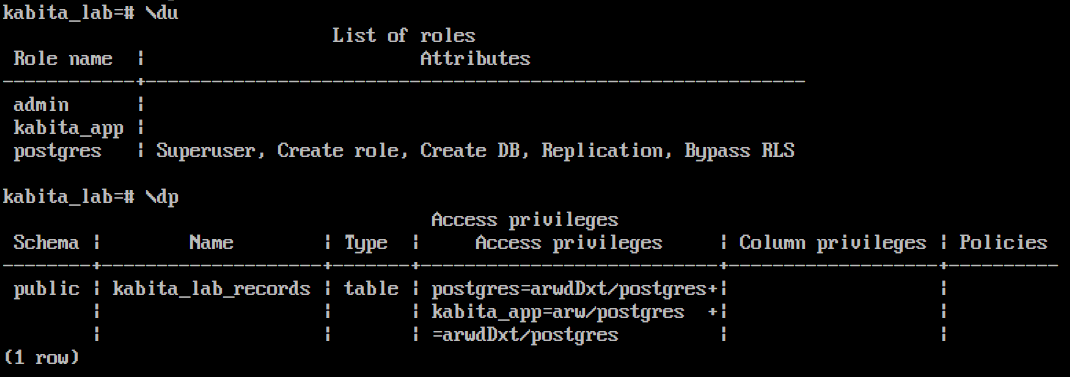 kabita_lab=# \du
List of roles
Role name | Attributes
-----------+--------------------------------------------------------------
admin |
kabita_app |
postgres | Superuser, Create role, Create DB, Replication, Bypass RLS
kabita_lab=# \dp
Access privileges
Schema | Name | Type | Access privileges | Column privileges | Policies
--------+--------------------+-------+---------------------------+-------------------+----------
public | kabita_lab_records | table | postgres=arwdDxt/postgres+| |
| | | kabita_app=arw/postgres +| |
| | | =arwdDxt/postgres | |
(1 row)